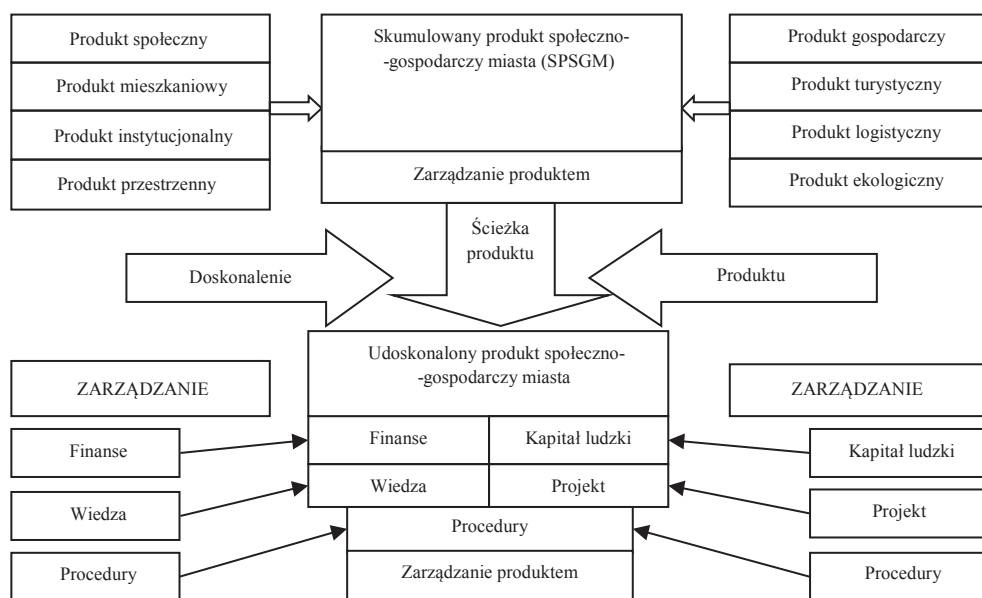 Produkt społeczny
Produkt mieszkaniowy
Produkt instytucjonalny
Produkt przestrzenny
Skumulowany produkt społeczno-
-gospodarczy miasta (SPSGM)
Zarządzanie produktem
Produkt gospodarczy
Produkt turystyczny
Produkt logistyczny
Produkt ekologiczny
Ścieżka
produktu
Doskonalenie
Produktu
Udoskonalony produkt społeczno-
-gospodarczy miasta
ZARZĄDZANIE
ZARZĄDZANIE
Finanse
Finanse
Kapitał ludzki
Kapitał ludzki
Wiedza
Wiedza
Projekt
Projekt
Procedury
Procedury
Procedury
Zarządzanie produktem